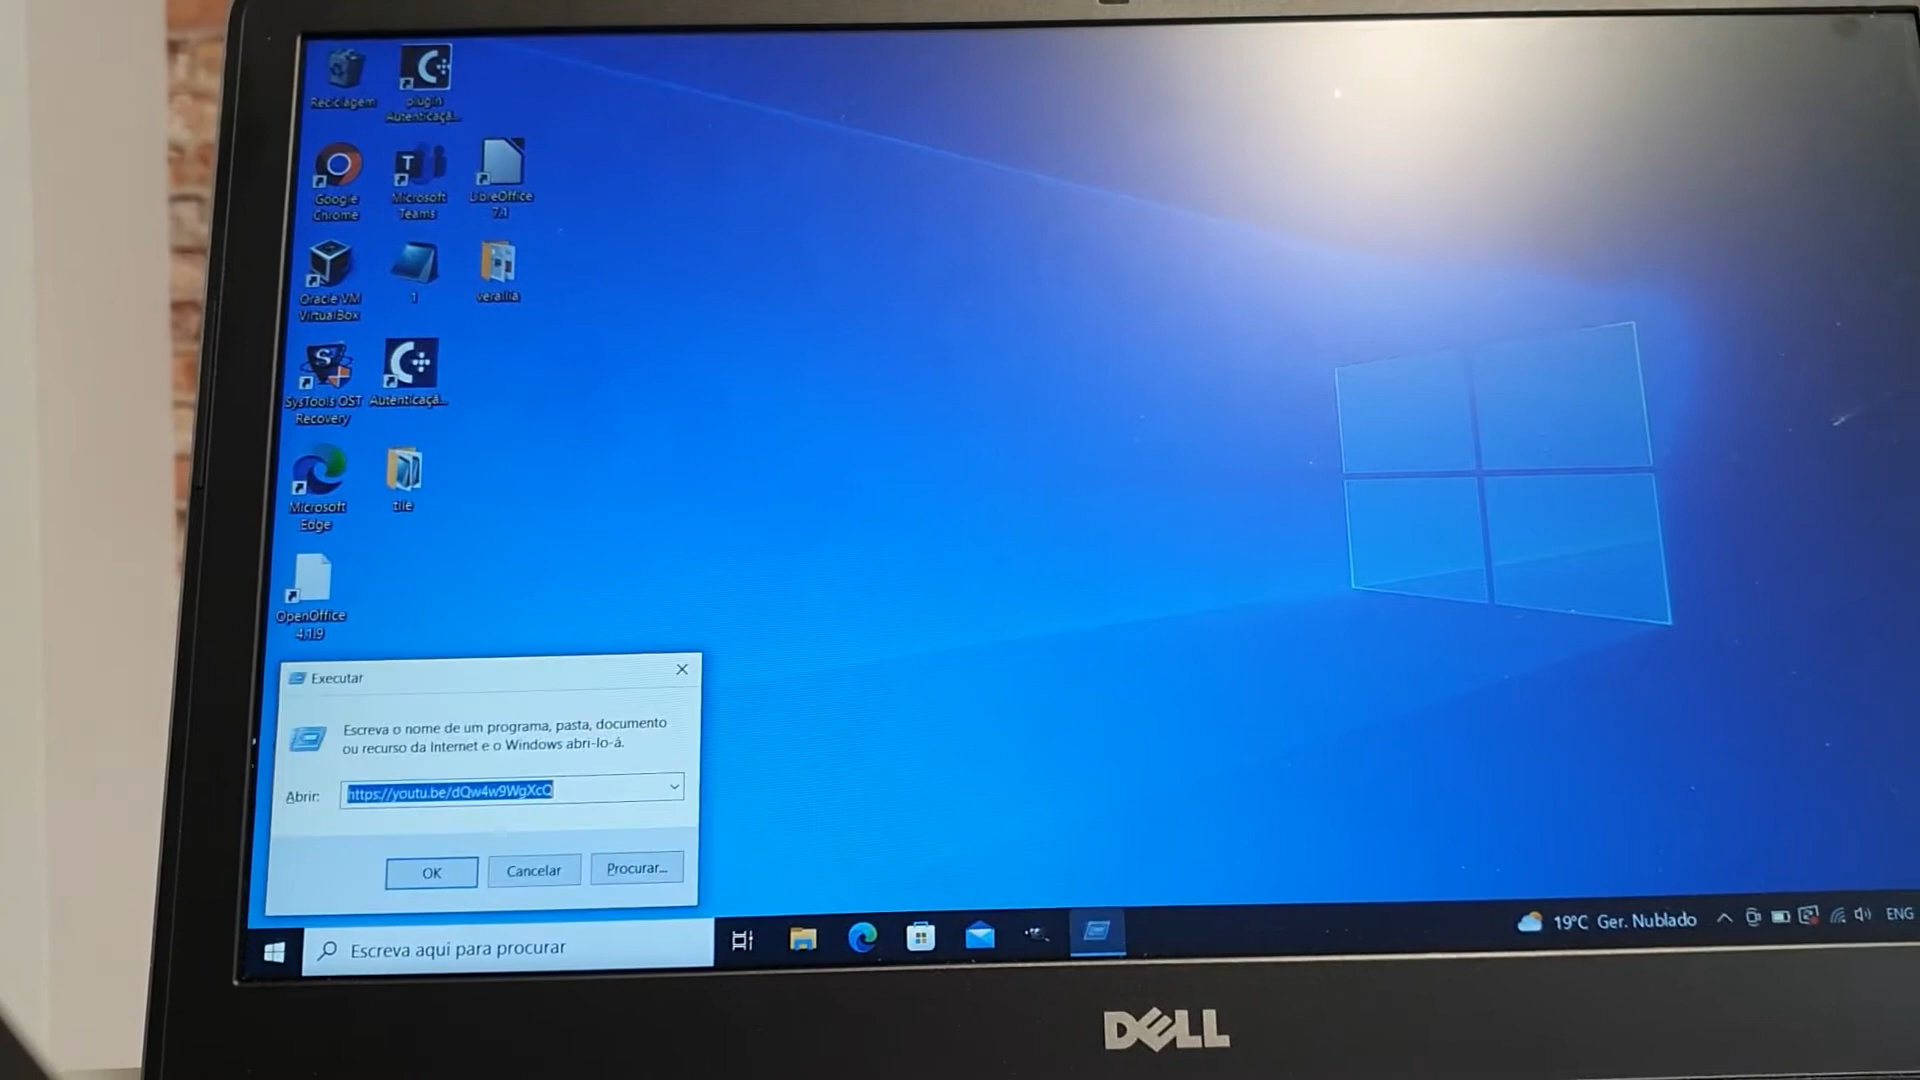 Reciclagem
plugin
Autenticaçã...
Google
Chrome
Microsoft
Teams
LibreOffice
7.1
Oracle VM
VirtualBox
1
verallia
SysTools OST
Recovery
Autenticaçã...
Microsoft
Edge
tile
OpenOffice
4.1.9
Executar
Escreva o nome de um programa, pasta, documento
ou recurso da Internet e o Windows abri-lo-á.
Abrir:
https://youtu.be/dQw4w9WgXcQ
OK
Cancelar
Procurar...
Escreva aqui para procurar
19°C Ger. Nublado
ENG
DELL